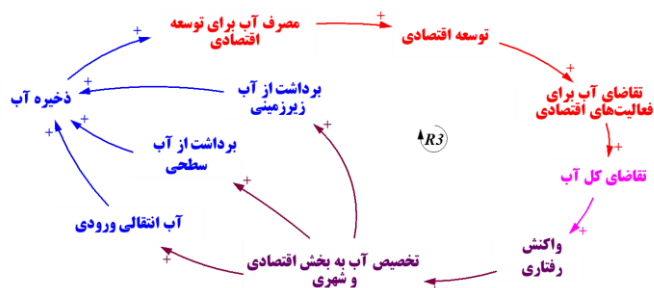 مصرف آب برای توسعه
اقتصادی
توسعه اقتصادی
تقاضای آب برای
فعالیت‌های اقتصادی
تقاضای کل آب
واکنش
رفتاری
تخصیص آب به بخش اقتصادی
و شهری
آب انتقالی ورودی
برداشت از آب
سطحی
برداشت از آب
زیرزمینی
ذخیره آب
R3
+
+
+
+
+
+
+
+
+
+
+
+